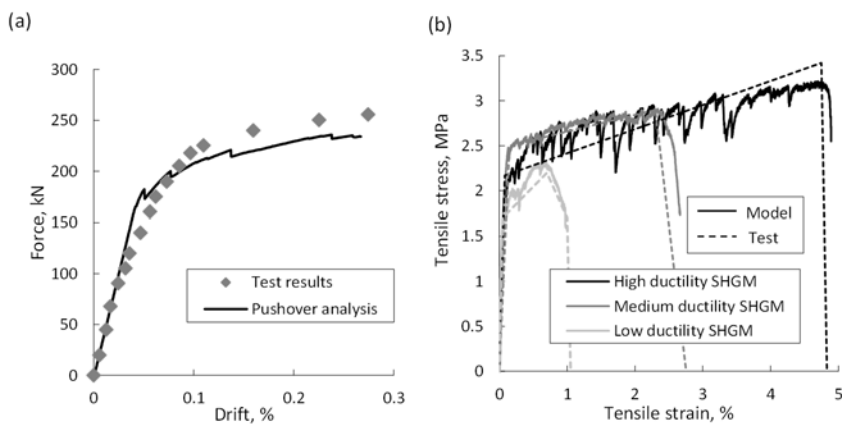 (a)
Force, kN
300
250
200
150
100
50
0
Test results
Pushover analysis
0 0.1 0.2 0.3
Drift, %
(b)
Tensile stress, MPa
3.5
3
2.5
2
1.5
1
0.5
0
Model
Test
High ductility SHGM
Medium ductility SHGM
Low ductility SHGM
0 1 2 3 4 5
Tensile strain, %